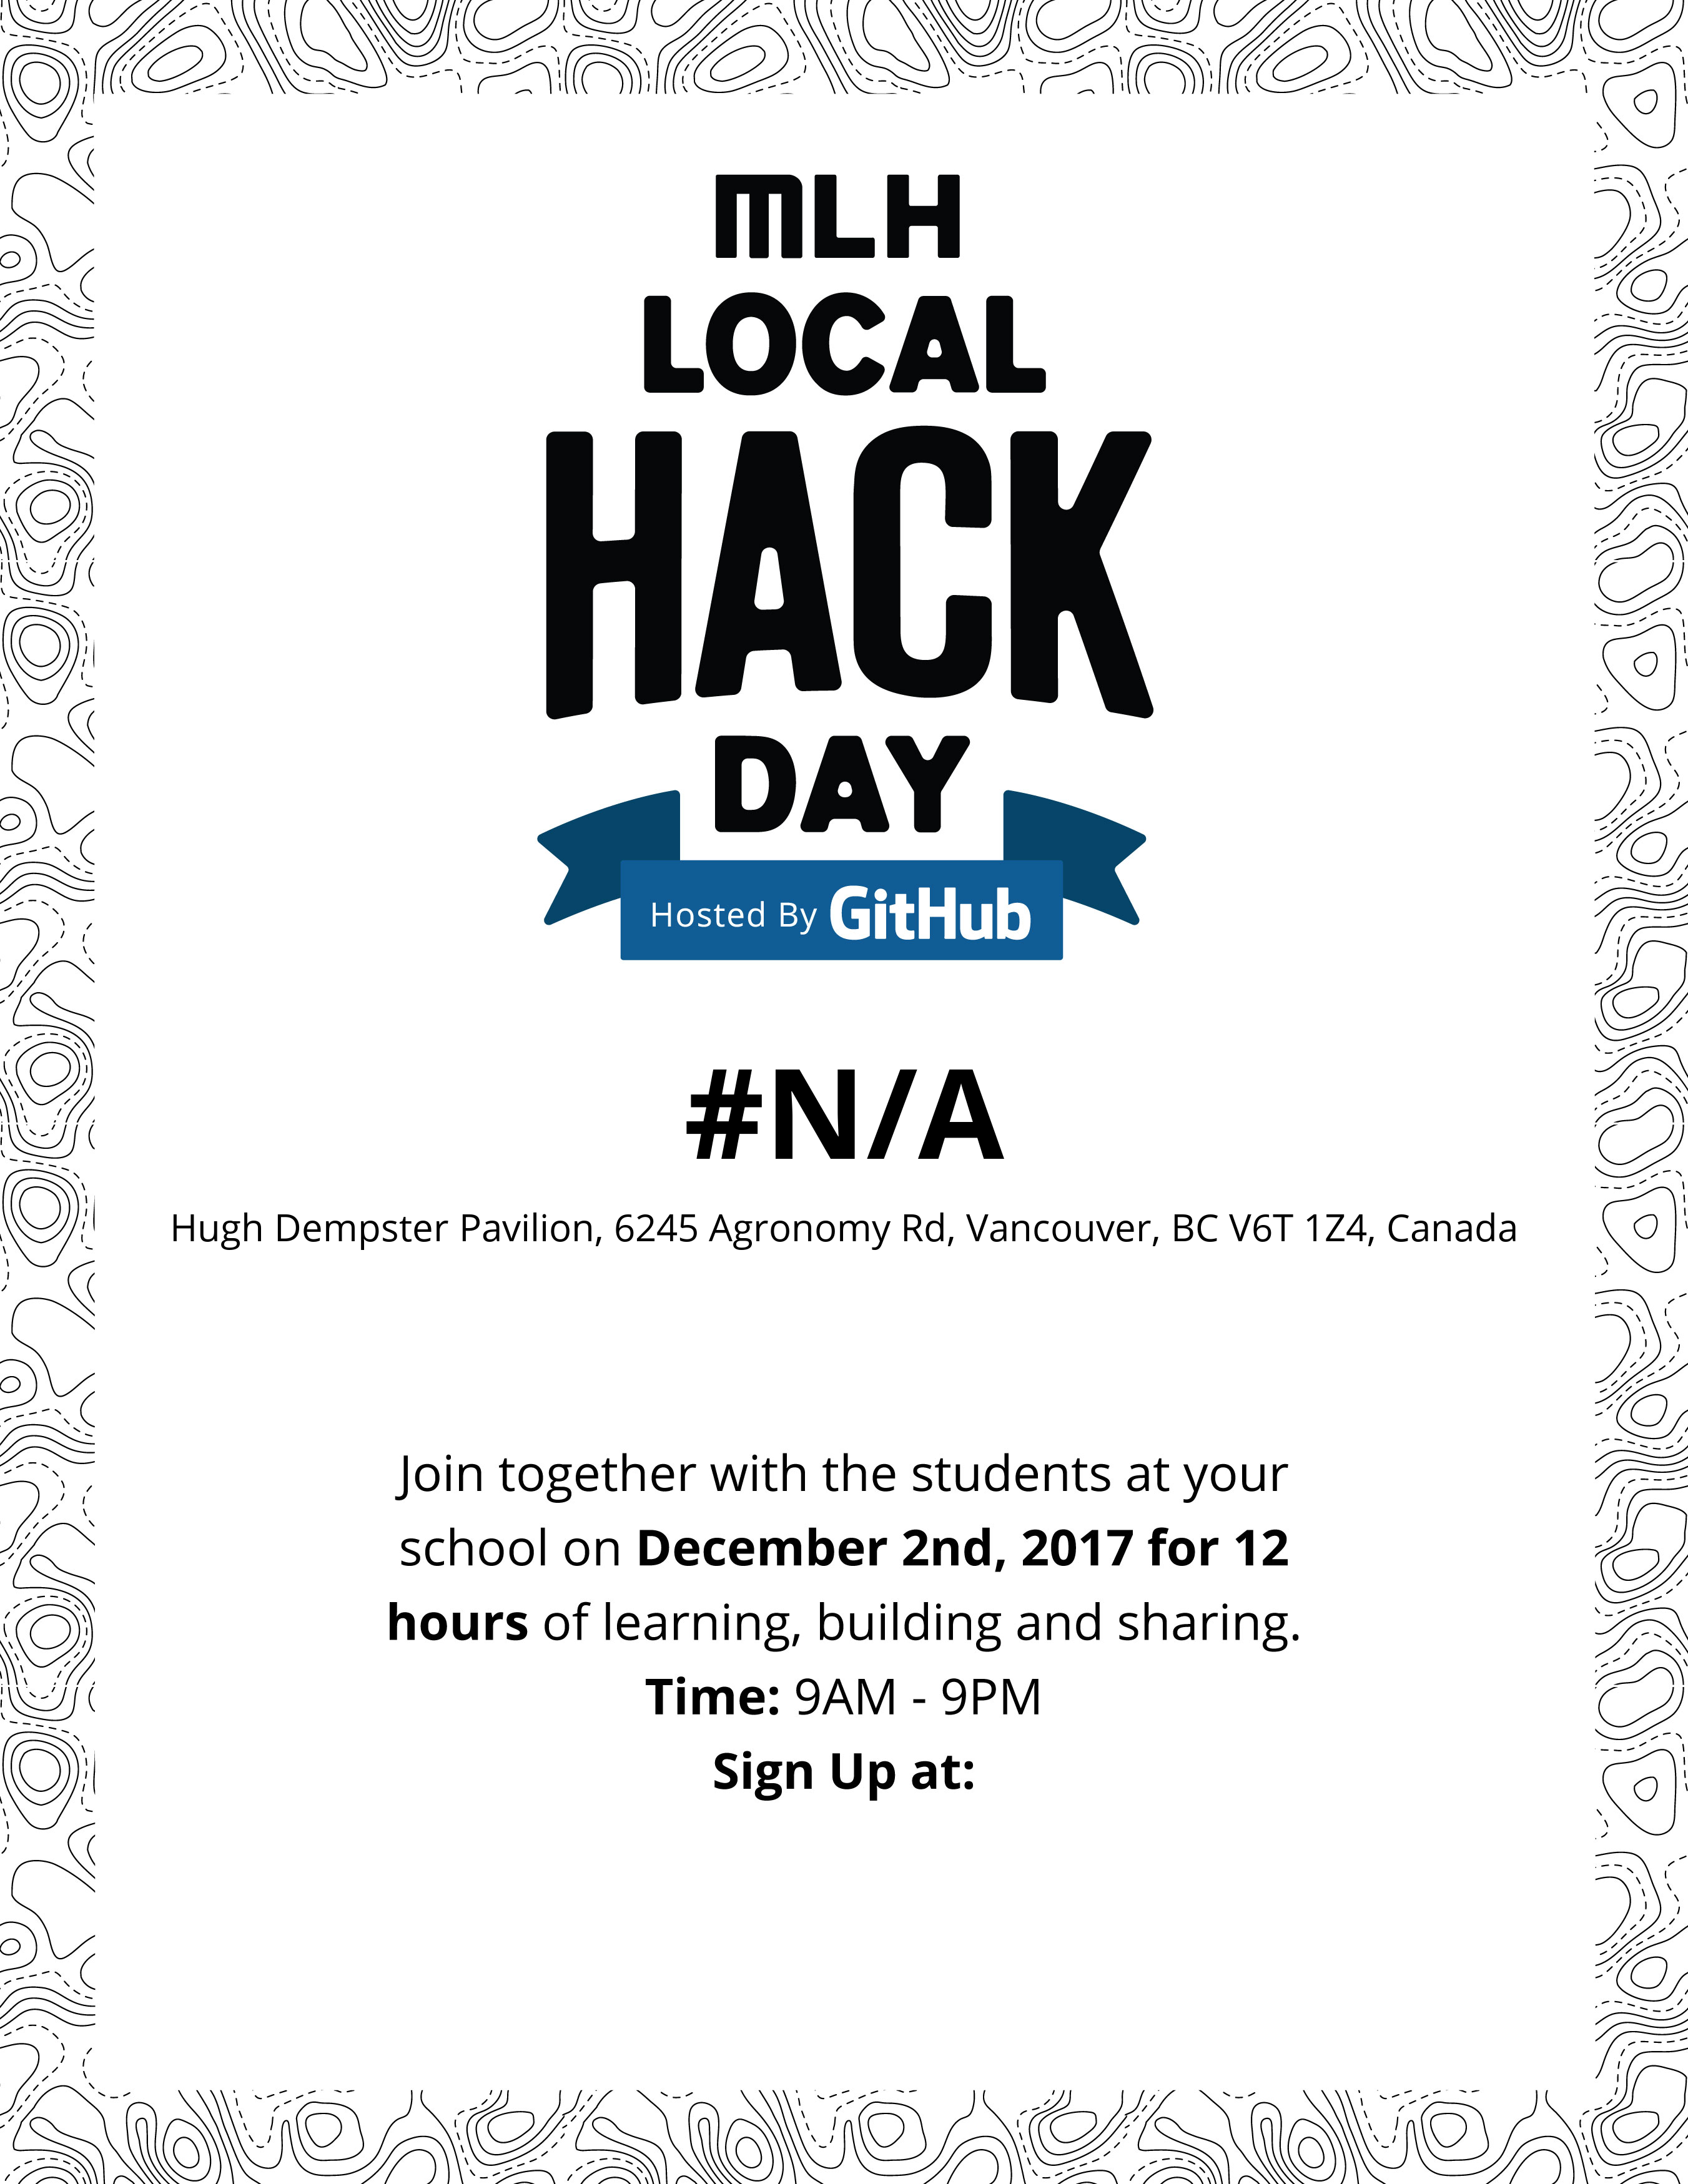 MLH
LOCAL
HACK
DAY
Hosted By GitHub
#N/A
Hugh Dempster Pavilion, 6245 Agronomy Rd, Vancouver, BC V6T 1Z4, Canada
Join together with the students at your
school on December 2nd, 2017 for 12
hours of learning, building and sharing.
Time: 9AM - 9PM
Sign Up at: